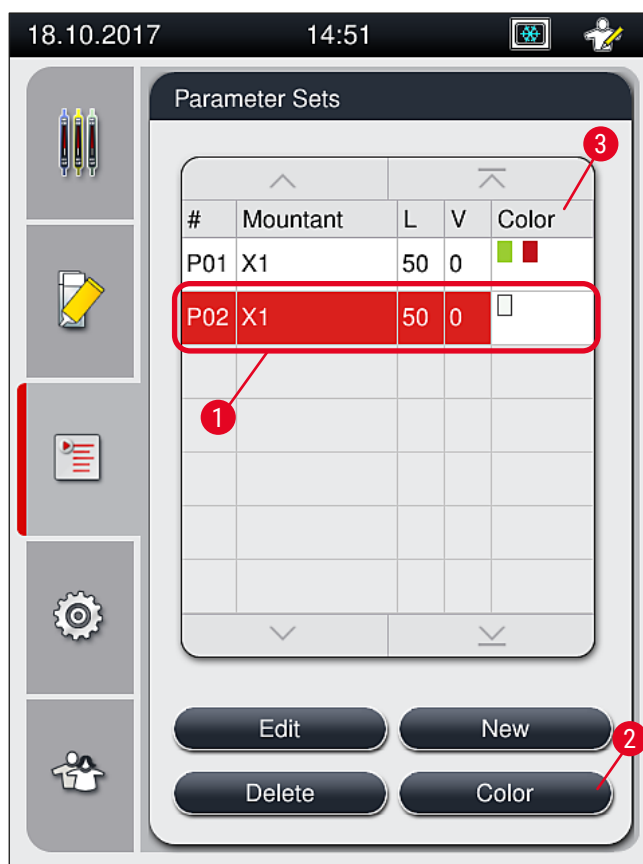 18.10.2017 14:51
Parameter Sets
3
# Mountant L V Color
P01 X1 50 0
P02 X1 50 0
1
Edit New
2
Delete Color